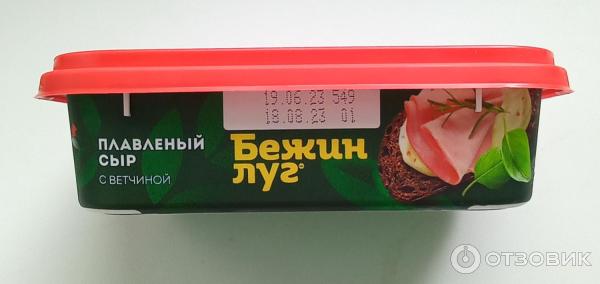 19.06.23 549
18.08.23 01
ПЛАВЛЕНЫЙ
СЫР
С ВЕТЧИНОЙ
Бежин
луг®
ОТЗОВИК